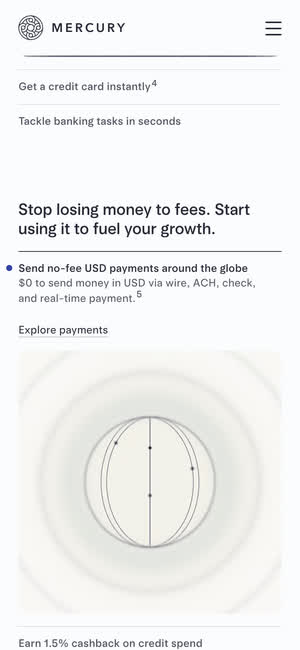 MERCURY
Get a credit card instantly4
Tackle banking tasks in seconds
Stop losing money to fees. Start
using it to fuel your growth.
Send no-fee USD payments around the globe
$0 to send money in USD via wire, ACH, check,
and real-time payment.5
Explore payments
Earn 1.5% cashback on credit spend